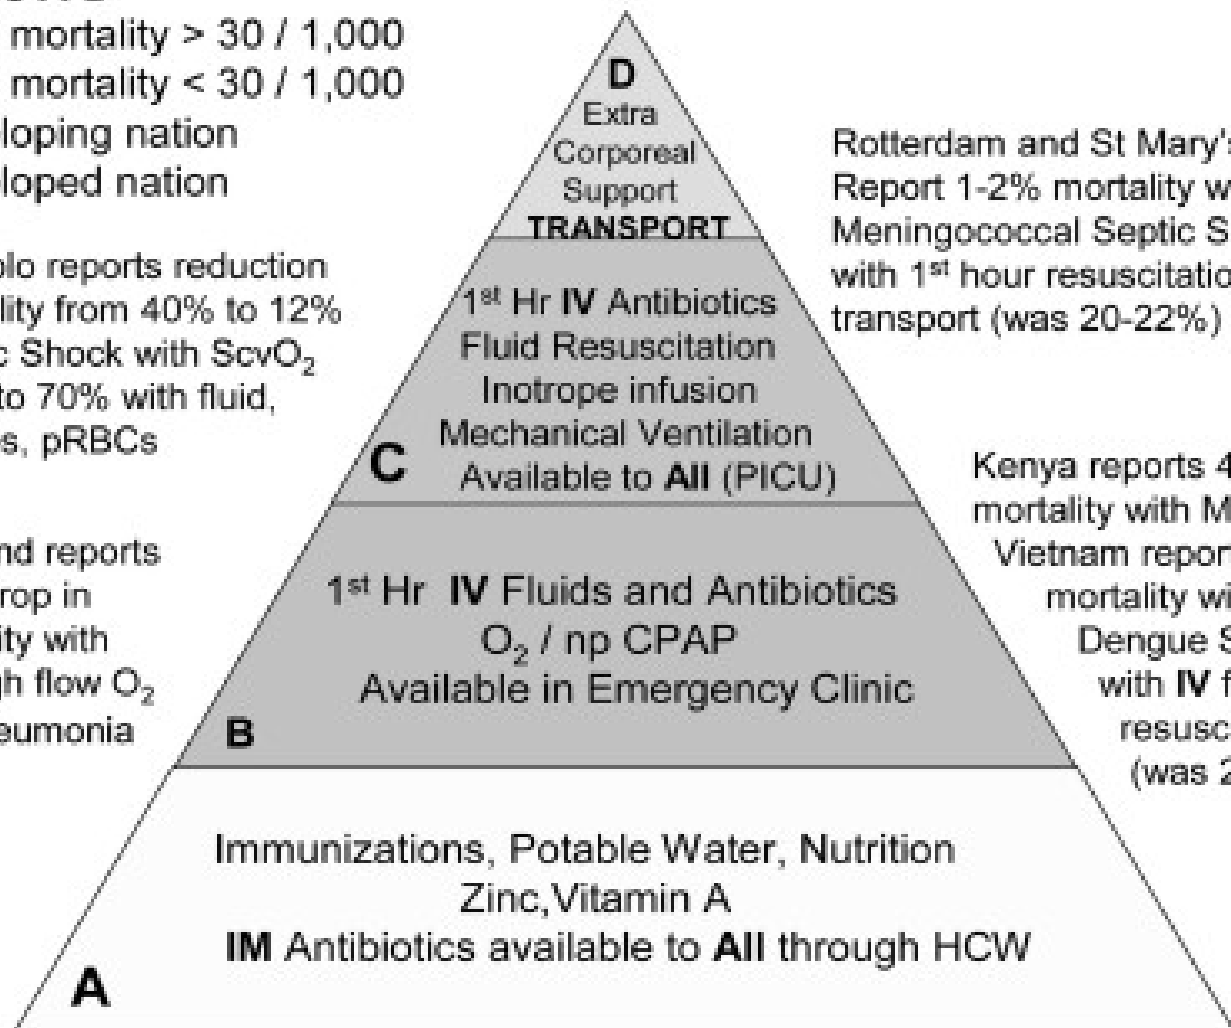 mortality > 30 / 1,000
mortality < 30 / 1,000
loping nation
loped nation
olo reports reduction
lity from 40% to 12%
c Shock with ScvO₂
to 70% with fluid,
s, pRBCs
nd reports
rop in
ity with
gh flow O₂
eumonia
D
Extra
Corporeal
Support
TRANSPORT
1st Hr IV Antibiotics
Fluid Resuscitation
Inotrope infusion
Mechanical Ventilation
C Available to All (PICU)
1st Hr IV Fluids and Antibiotics
O₂ / np CPAP
Available in Emergency Clinic
B
Immunizations, Potable Water, Nutrition
Zinc,Vitamin A
IM Antibiotics available to All through HCW
A
Rotterdam and St Mary's
Report 1-2% mortality w
Meningococcal Septic S
with 1st hour resuscitatio
transport (was 20-22%)
Kenya reports 4
mortality with M
Vietnam report
mortality wi
Dengue S
with IV f
resusc
(was 2